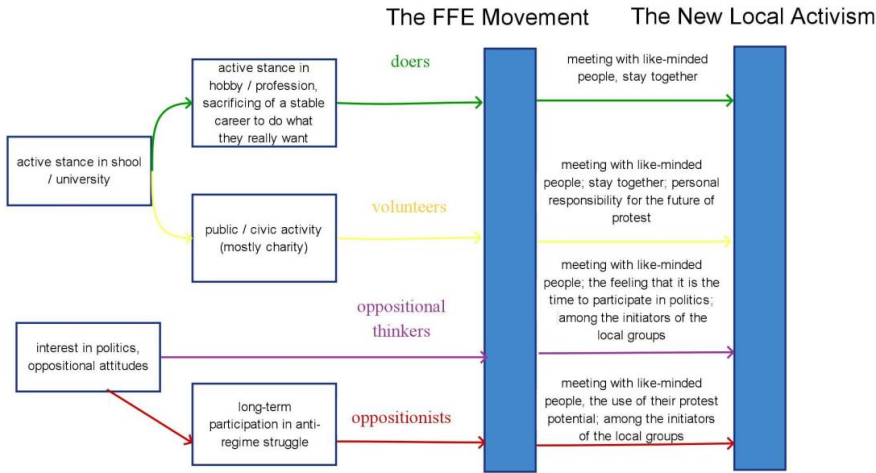 The FFE Movement
The New Local Activism
active stance in
hobby / profession,
sacrificing of a stable
career to do what
they really want
doers
meeting with like-minded
people, stay together
active stance in shool
/ university
public / civic activity
(mostly charity)
volunteers
meeting with like-minded
people; stay together; personal
responsibility for the future of
protest
interest in politics,
oppositional attitudes
oppositional
thinkers
meeting with like-minded
people; the feeling that it is the
time to participate in politics;
among the initiators of the
local groups
long-term
participation in anti-
regime struggle
oppositionists
meeting with like-minded
people, the use of their protest
potential; among the initiators
of the local groups